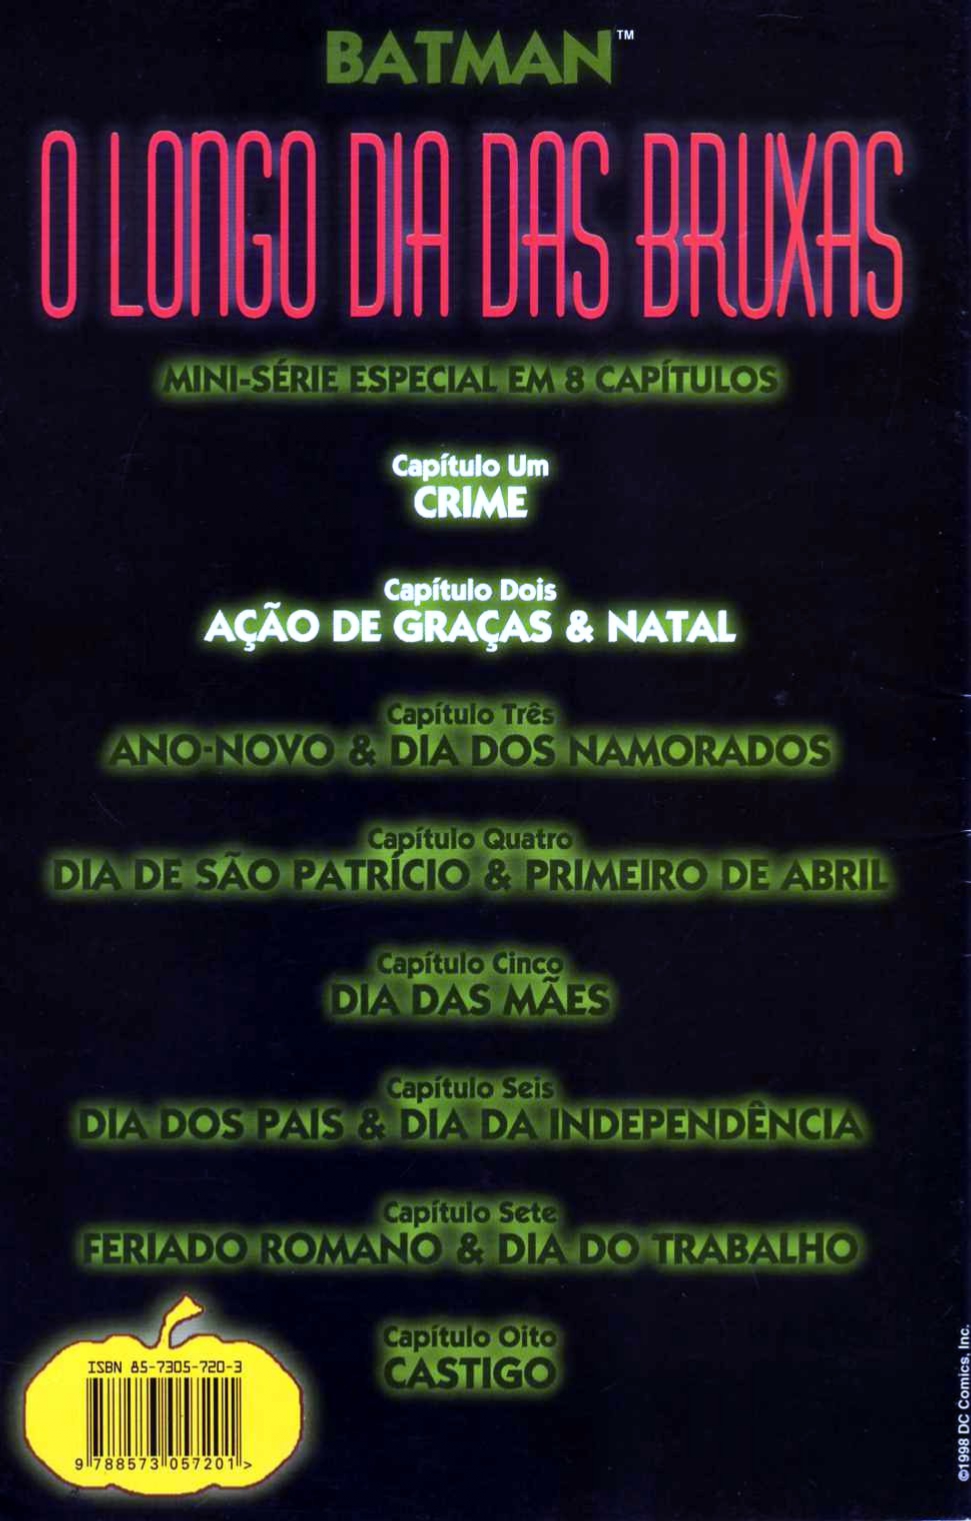 BATMAN™
O LONGO DIA DAS BRUXAS
MINI-SÉRIE ESPECIAL EM 8 CAPÍTULOS
Capítulo Um
CRIME
Capítulo Dois
AÇÃO DE GRAÇAS & NATAL
Capítulo Três
ANO-NOVO & DIA DOS NAMORADOS
Capítulo Quatro
DIA DE SÃO PATRÍCIO & PRIMEIRO DE ABRIL
Capítulo Cinco
DIA DAS MÃES
Capítulo Seis
DIA DOS PAIS & DIA DA INDEPENDÊNCIA
Capítulo Sete
FERIADO ROMANO & DIA DO TRABALHO
Capítulo Oito
CASTIGO
ISBN 85-7305-720-3
9 788573 057201 >
©1998 DC Comics, Inc.